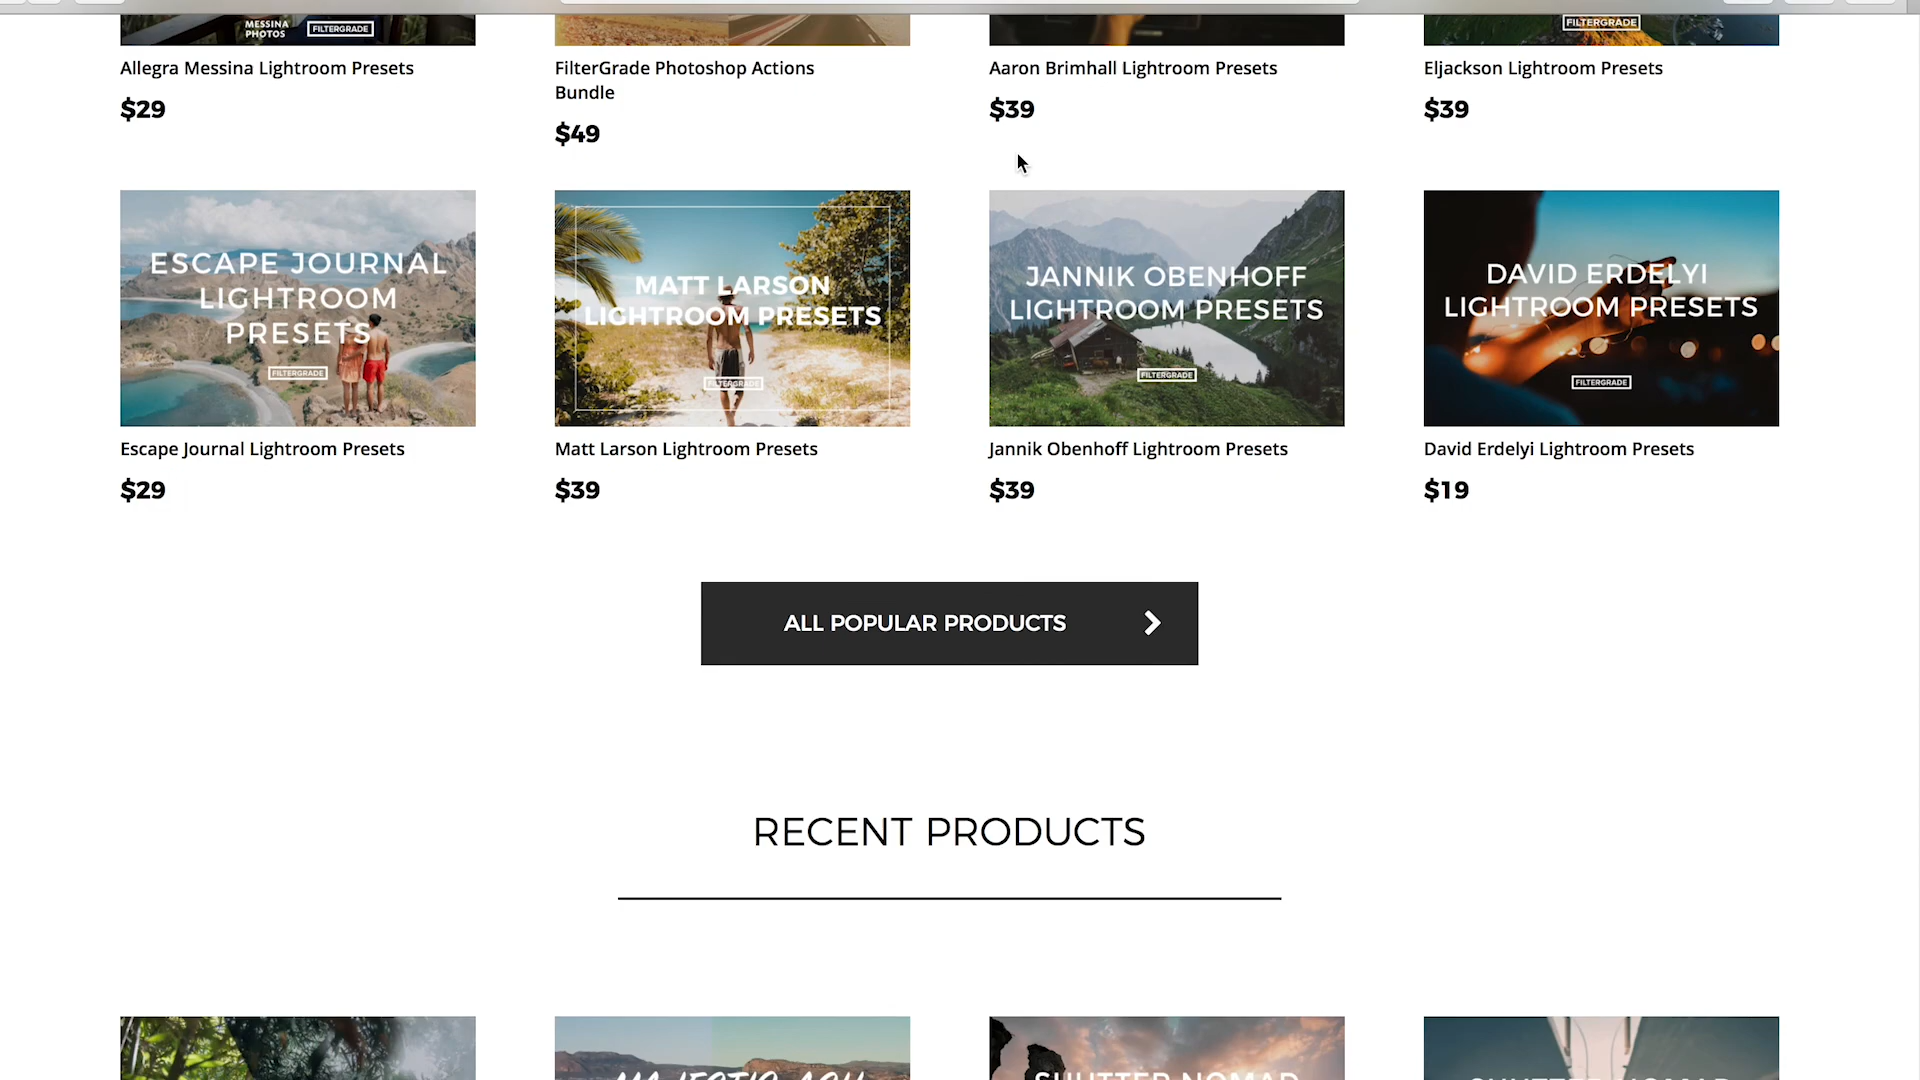 MESSINA
PHOTOS
FILTERGRADE
FILTERGRADE
Allegra Messina Lightroom Presets
$29
FilterGrade Photoshop Actions
Bundle
$49
Aaron Brimhall Lightroom Presets
$39
Eljackson Lightroom Presets
$39
ESCAPE JOURNAL
LIGHTROOM
PRESETS
FILTERGRADE
MATT LARSON
LIGHTROOM PRESETS
FILTERGRADE
JANNIK OBENHOFF
LIGHTROOM PRESETS
FILTERGRADE
DAVID ERDELYI
LIGHTROOM PRESETS
FILTERGRADE
Escape Journal Lightroom Presets
$29
Matt Larson Lightroom Presets
$39
Jannik Obenhoff Lightroom Presets
$39
David Erdelyi Lightroom Presets
$19
ALL POPULAR PRODUCTS
RECENT PRODUCTS
SHUTTER NOMAD